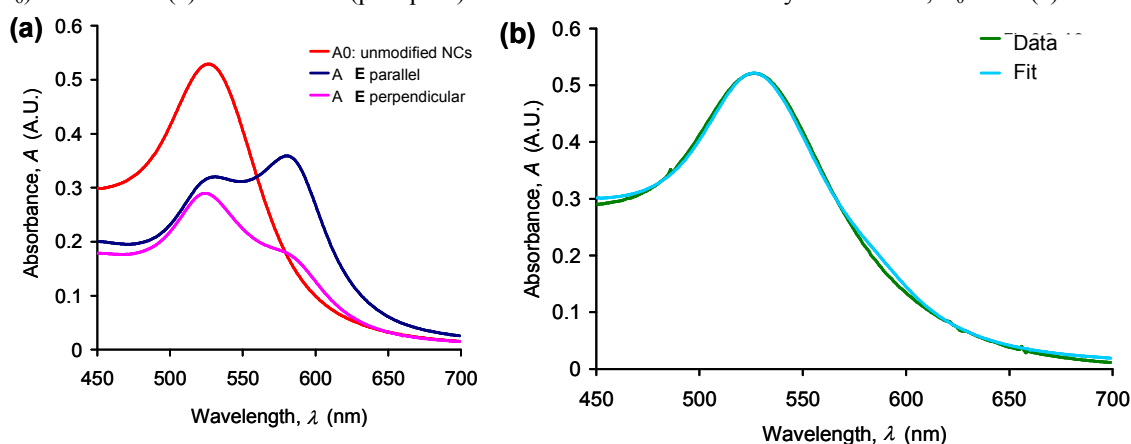 (a)
0.6
0.5
0.4
0.3
0.2
0.1
0
Absorbance, A (A.U.)
A0: unmodified NCs
A E parallel
A E perpendicular
450 500 550 600 650 700
Wavelength, λ (nm)
(b)
0.6
0.5
0.4
0.3
0.2
0.1
0
Absorbance, A (A.U.)
Data
Fit
450 500 550 600 650 700
Wavelength, λ (nm)